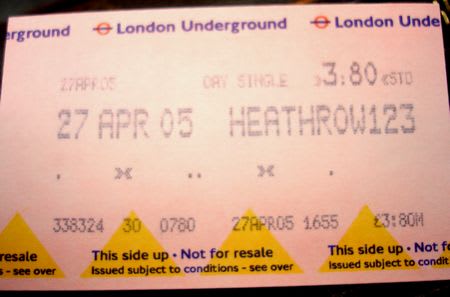 erground London Underground London Unde
27APR05 DAY SINGLE 3:80 STD
27 APR 05 HEATHROW123
338324 30 0780 27APR05 1655 £3:80M
resale This side up · Not for resale This side up · Not f
s - see over Issued subject to conditions - see over Issued subject to condit